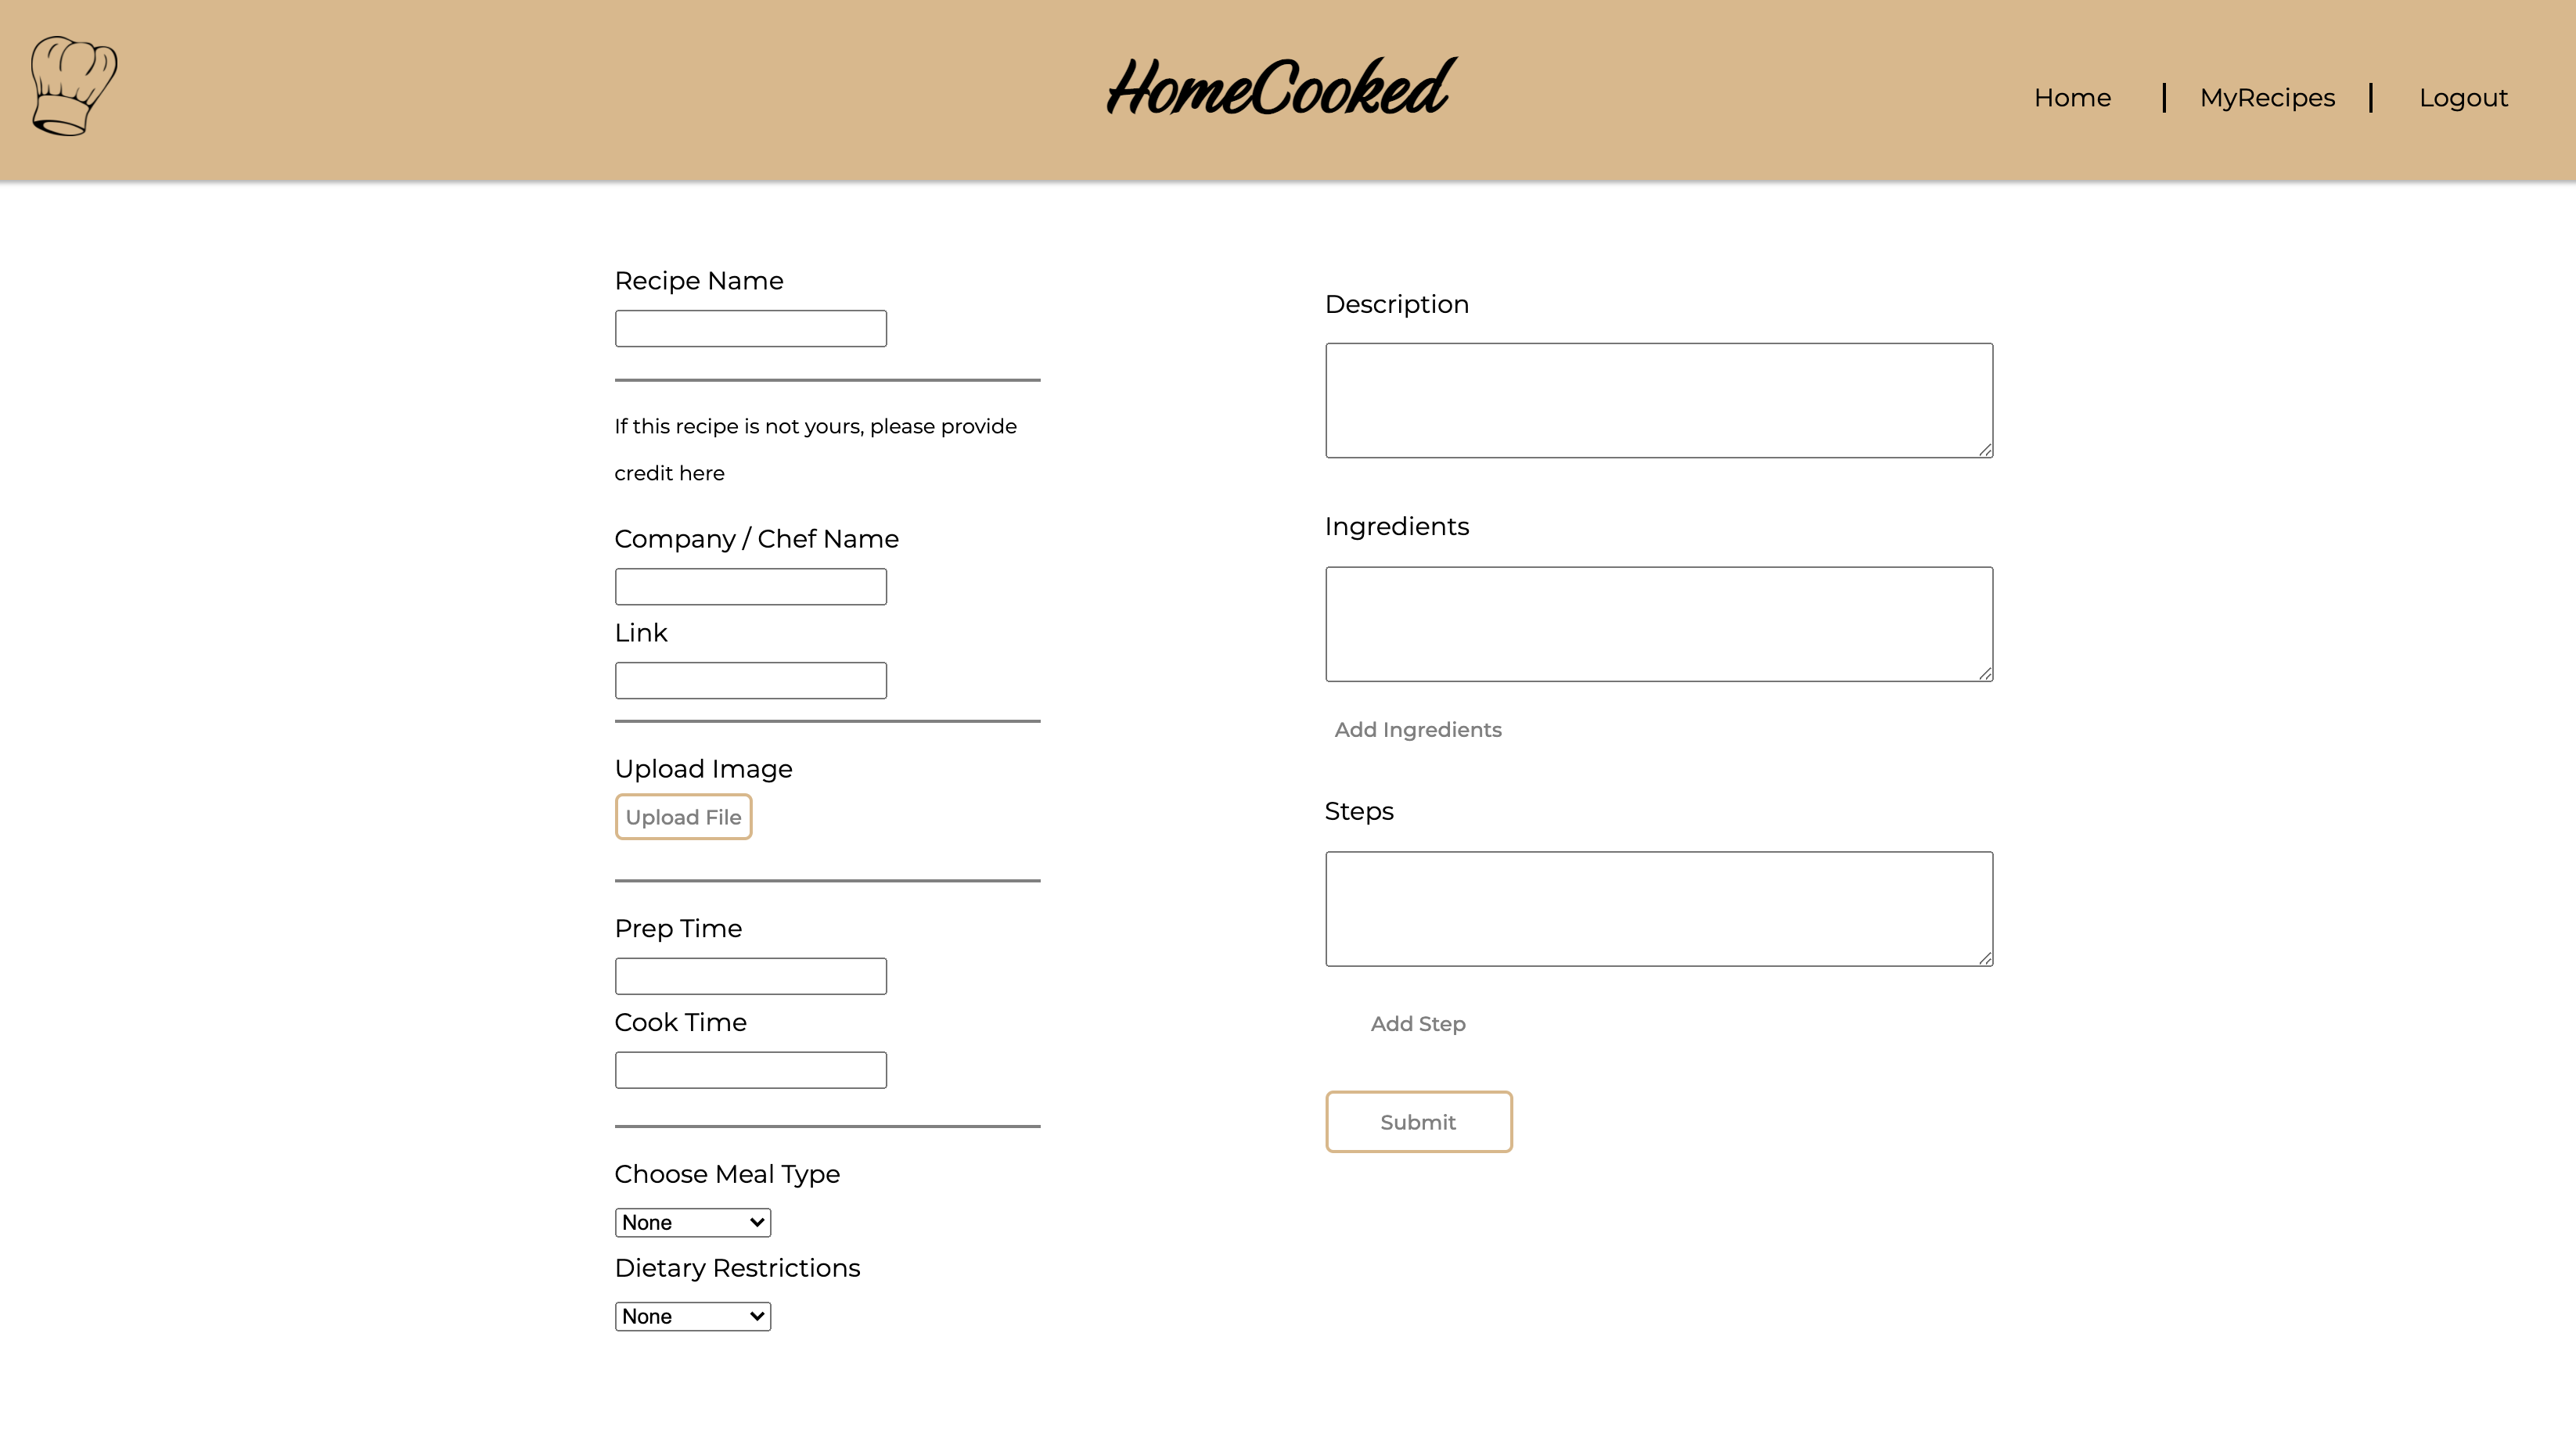 HomeCooked
Home | MyRecipes | Logout
Recipe Name
If this recipe is not yours, please provide
credit here
Company / Chef Name
Link
Upload Image
Upload File
Prep Time
Cook Time
Choose Meal Type
None
Dietary Restrictions
None
Description
Ingredients
Add Ingredients
Steps
Add Step
Submit